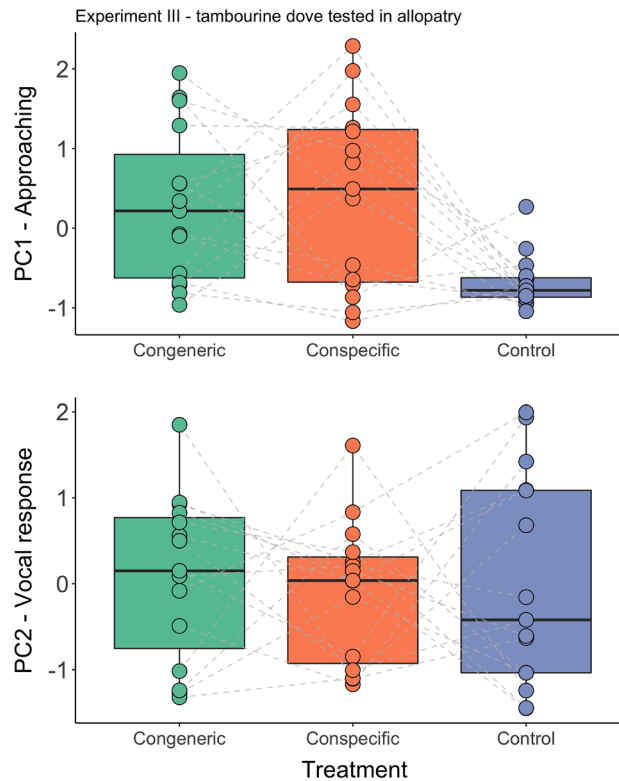 Experiment III - tambourine dove tested in allopatry
PC1 - Approaching
2
1
0
-1
Congeneric Conspecific Control
PC2 - Vocal response
2
1
0
-1
Congeneric Conspecific Control
Treatment